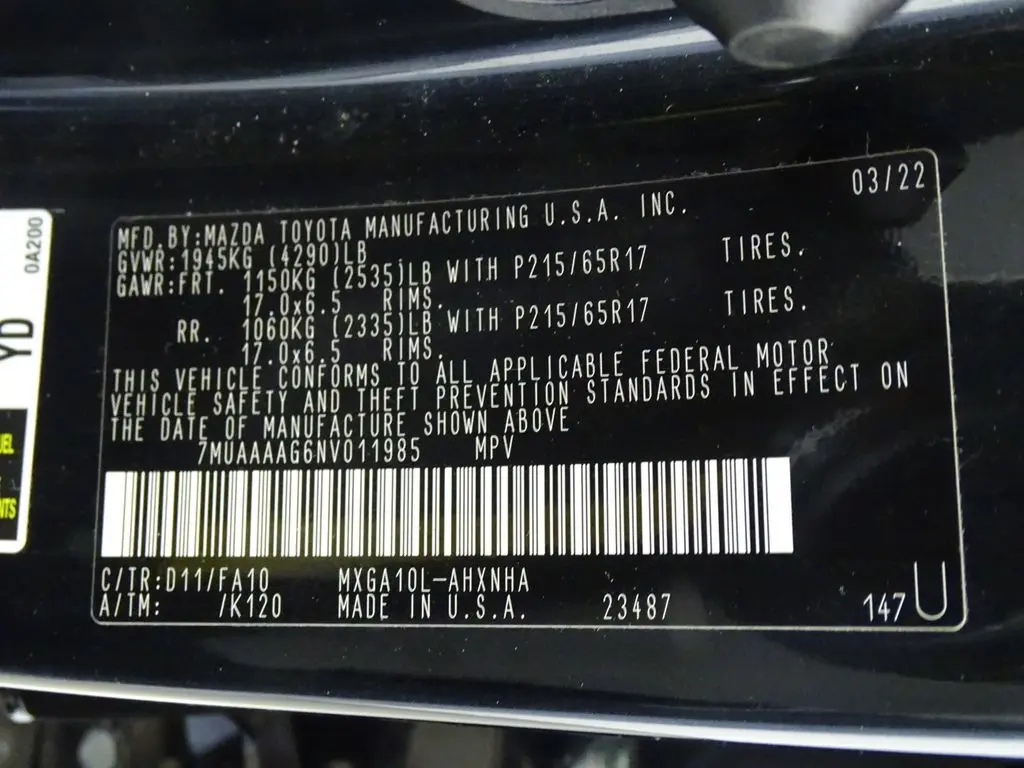 03/22
MFD.BY:MAZDA TOYOTA MANUFACTURING U.S.A. INC.
GVWR:1945KG (4290)LB
GAWR:FRT. 1150KG (2535)LB WITH P215/65R17 TIRES.
17.0x6.5 RIMS.
RR. 1060KG (2335)LB WITH P215/65R17 TIRES.
17.0x6.5 RIMS.
THIS VEHICLE CONFORMS TO ALL APPLICABLE FEDERAL MOTOR
VEHICLE SAFETY AND THEFT PREVENTION STANDARDS IN EFFECT ON
THE DATE OF MANUFACTURE SHOWN ABOVE
7MUAAAAG6NV011985 MPV
C/TR:D11/FA10 MXGA10L-AHXNHA
A/TM: /K120 MADE IN U.S.A. 23487 147 U
0A200
YD